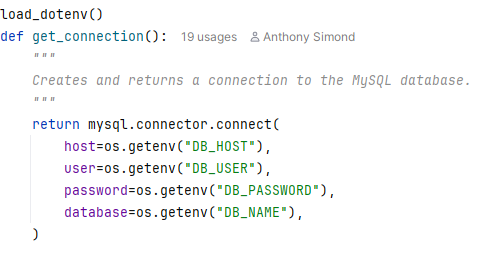 load_dotenv()
def get_connection(): 19 usages Anthony Simond
    """
    Creates and returns a connection to the MySQL database.
    """
    return mysql.connector.connect(
        host=os.getenv("DB_HOST"),
        user=os.getenv("DB_USER"),
        password=os.getenv("DB_PASSWORD"),
        database=os.getenv("DB_NAME"),
    )